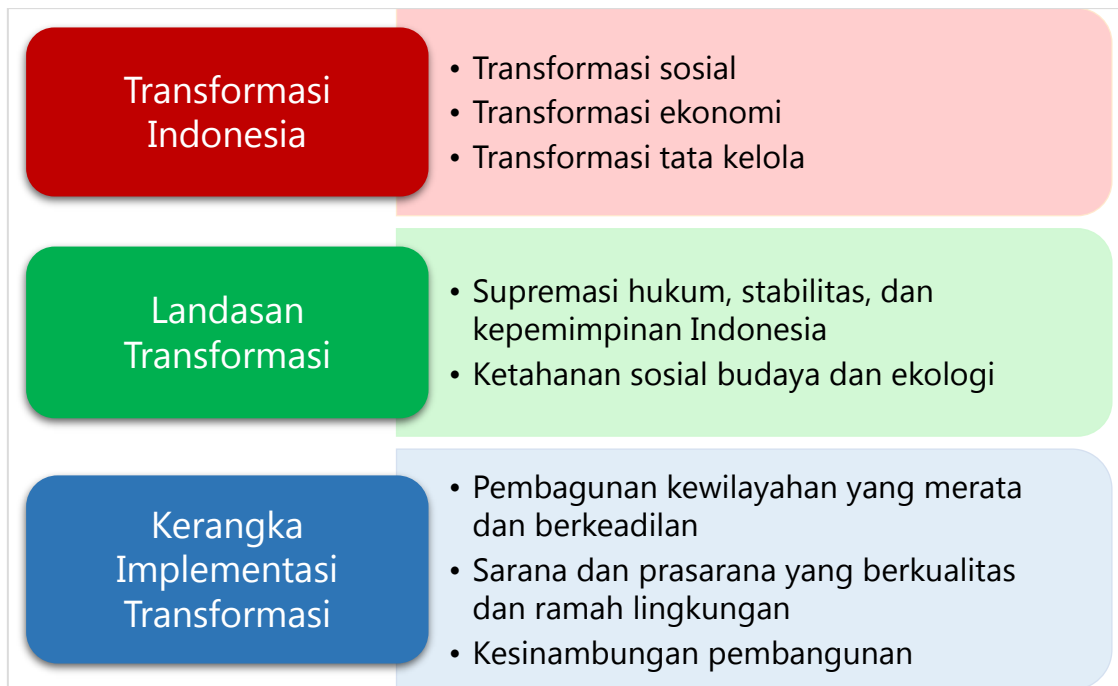 Transformasi
Indonesia
• Transformasi sosial
• Transformasi ekonomi
• Transformasi tata kelola
Landasan
Transformasi
• Supremasi hukum, stabilitas, dan
kepemimpinan Indonesia
• Ketahanan sosial budaya dan ekologi
Kerangka
Implementasi
Transformasi
• Pembagunan kewilayahan yang merata
dan berkeadilan
• Sarana dan prasarana yang berkualitas
dan ramah lingkungan
• Kesinambungan pembangunan